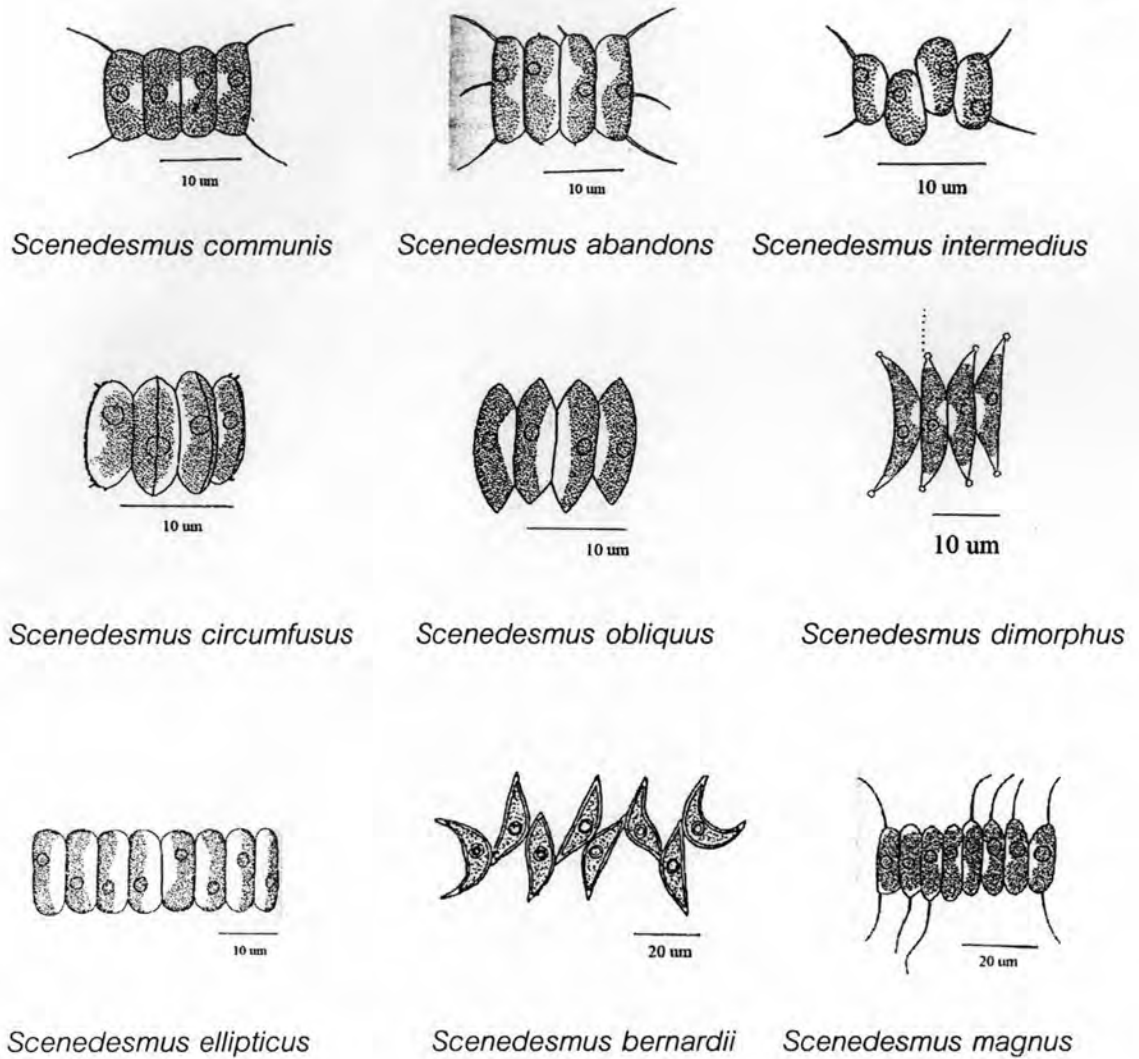 10 um
10 um
10 um
Scenedesmus communis
Scenedesmus abandons
Scenedesmus intermedius
10 um
10 um
10 um
Scenedesmus circumfusus
Scenedesmus obliquus
Scenedesmus dimorphus
10 um
20 um
20 um
Scenedesmus ellipticus
Scenedesmus bernardii
Scenedesmus magnus